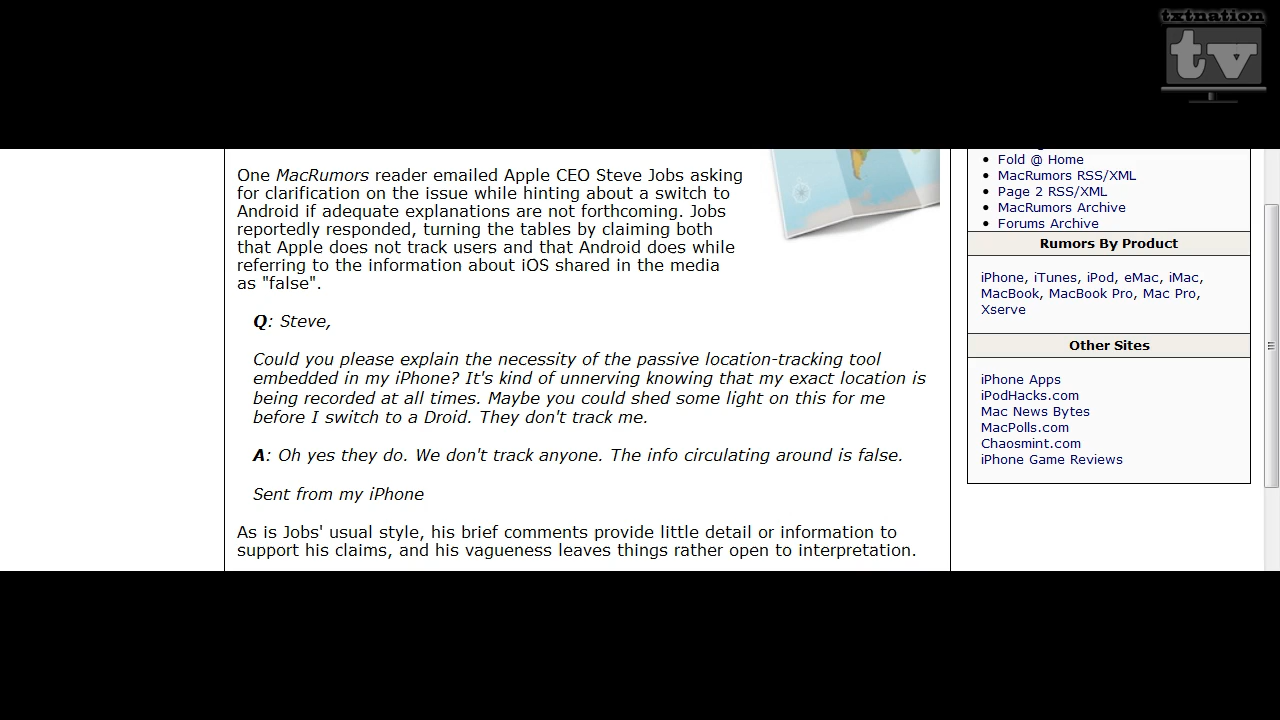 txtnation
tv
One MacRumors reader emailed Apple CEO Steve Jobs asking
for clarification on the issue while hinting about a switch to
Android if adequate explanations are not forthcoming. Jobs
reportedly responded, turning the tables by claiming both
that Apple does not track users and that Android does while
referring to the information about iOS shared in the media
as "false".
Q: Steve,
Could you please explain the necessity of the passive location-tracking tool
embedded in my iPhone? It's kind of unnerving knowing that my exact location is
being recorded at all times. Maybe you could shed some light on this for me
before I switch to a Droid. They don't track me.
A: Oh yes they do. We don't track anyone. The info circulating around is false.
Sent from my iPhone
As is Jobs' usual style, his brief comments provide little detail or information to
support his claims, and his vagueness leaves things rather open to interpretation.
Fold @ Home
MacRumors RSS/XML
Page 2 RSS/XML
MacRumors Archive
Forums Archive
Rumors By Product
iPhone, iTunes, iPod, eMac, iMac,
MacBook, MacBook Pro, Mac Pro,
Xserve
Other Sites
iPhone Apps
iPodHacks.com
Mac News Bytes
MacPolls.com
Chaosmint.com
iPhone Game Reviews